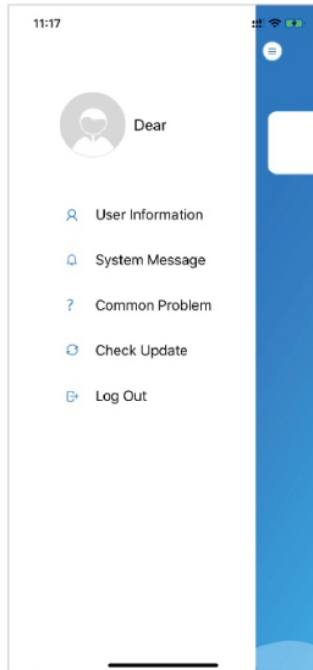 11:17
Dear
User Information
System Message
? Common Problem
Check Update
Log Out